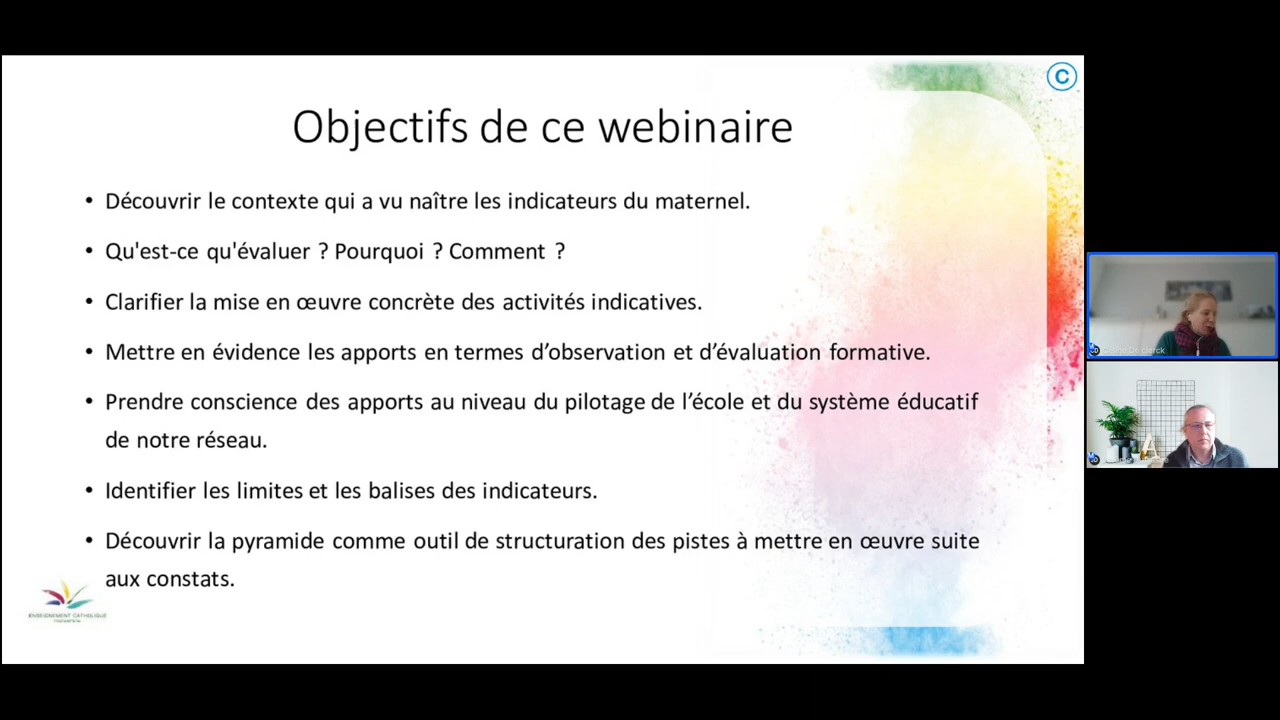 Objectifs de ce webinaire
• Découvrir le contexte qui a vu naître les indicateurs du maternel.
• Qu'est-ce qu'évaluer ? Pourquoi ? Comment ?
• Clarifier la mise en œuvre concrète des activités indicatives.
• Mettre en évidence les apports en termes d’observation et d’évaluation formative.
• Prendre conscience des apports au niveau du pilotage de l’école et du système éducatif
de notre réseau.
• Identifier les limites et les balises des indicateurs.
• Découvrir la pyramide comme outil de structuration des pistes à mettre en œuvre suite
aux constats.
ENSEIGNEMENT CATHOLIQUE
C